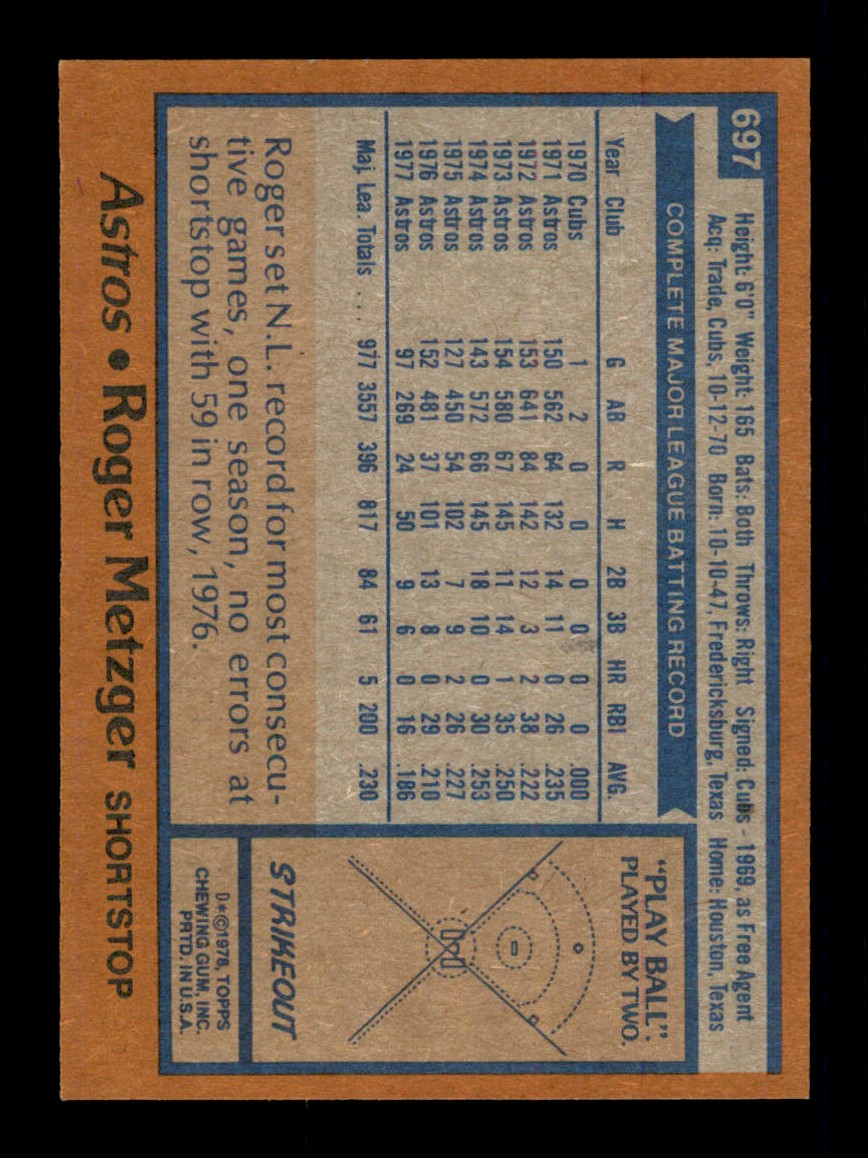 697
Height: 6'0" Weight: 165 Bats: Both Throws: Right Signed: Cubs - 1969, as Free Agent
Acq: Trade, Cubs, 10-12-70 Born: 10-10-47, Fredericksburg, Texas Home: Houston, Texas
COMPLETE MAJOR LEAGUE BATTING RECORD
Year Club G AB R H 2B 3B HR RBI AVG.
1970 Cubs 1 2 0 0 0 0 0 0 .000
1971 Astros 150 562 64 132 14 11 0 26 .235
1972 Astros 153 641 84 142 12 3 2 38 .222
1973 Astros 154 580 67 145 11 14 1 35 .250
1974 Astros 143 572 66 145 18 10 0 30 .253
1975 Astros 127 450 54 102 7 9 2 26 .227
1976 Astros 152 481 37 101 13 8 0 29 .210
1977 Astros 97 269 24 50 9 6 0 16 .186
Maj. Lea. Totals .... 977 3557 396 817 84 61 5 200 .230
Roger set N.L. record for most consecu-
tive games, one season, no errors at
shortstop with 59 in row, 1976.
"PLAY BALL".
PLAYED BY TWO.
STRIKEOUT
D*©1978, TOPPS
CHEWING GUM, INC.
PRTD. IN U.S.A.
Astros • Roger Metzger SHORTSTOP